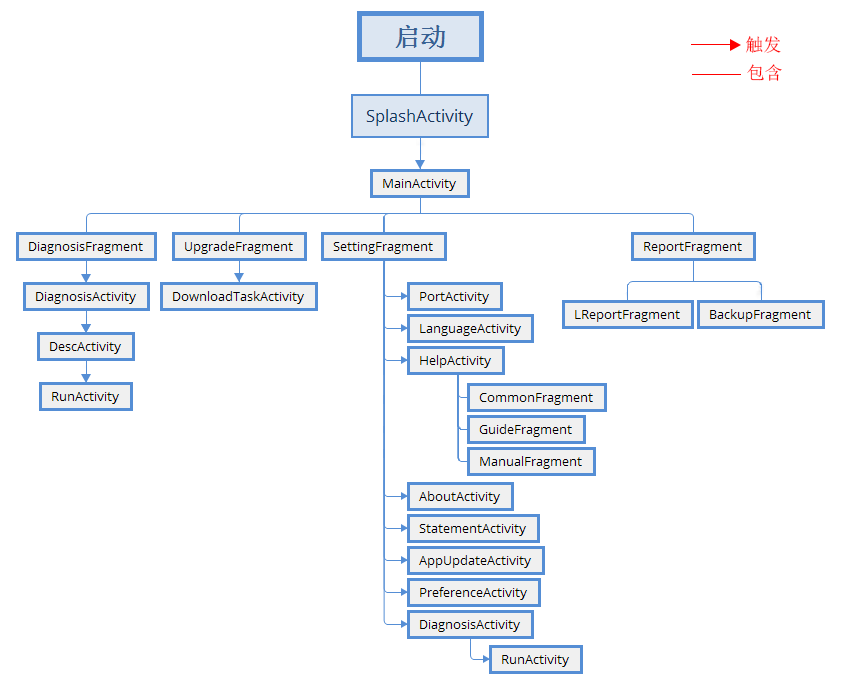 启动
触发
包含
SplashActivity
MainActivity
DiagnosisFragment
UpgradeFragment
SettingFragment
ReportFragment
DiagnosisActivity
DownloadTaskActivity
PortActivity
LReportFragment
BackupFragment
LanguageActivity
DescActivity
HelpActivity
RunActivity
CommonFragment
GuideFragment
ManualFragment
AboutActivity
StatementActivity
AppUpdateActivity
PreferenceActivity
DiagnosisActivity
RunActivity